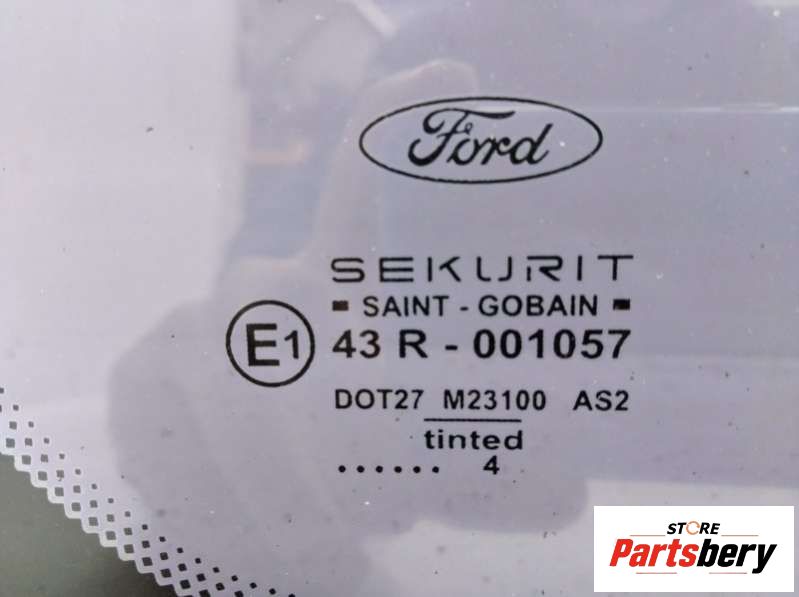 Ford
SEKURIT
SAINT - GOBAIN
E1 43 R - 001057
DOT27 M23100 AS2
tinted
...... 4
STORE
Partsbery